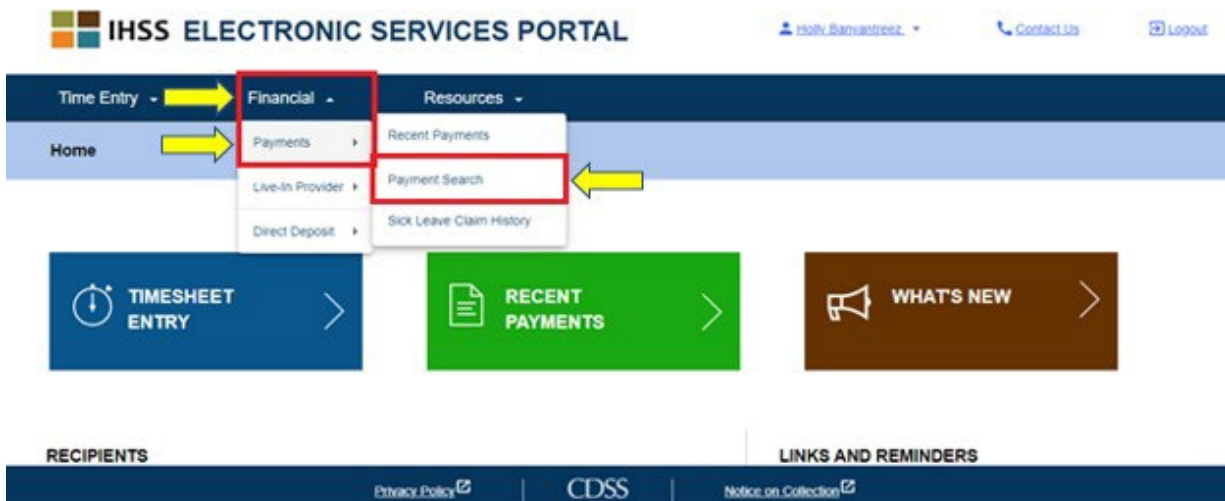 IHSS ELECTRONIC SERVICES PORTAL
Holly Banyantreez
Contact Us
Logout
Time Entry
Financial
Resources
Home
Payments
Recent Payments
Live-In Provider
Payment Search
Direct Deposit
Sick Leave Claim History
TIMESHEET
ENTRY
RECENT
PAYMENTS
WHAT'S NEW
RECIPIENTS
LINKS AND REMINDERS
Privacy Policy
CDSS
Notice on Collection